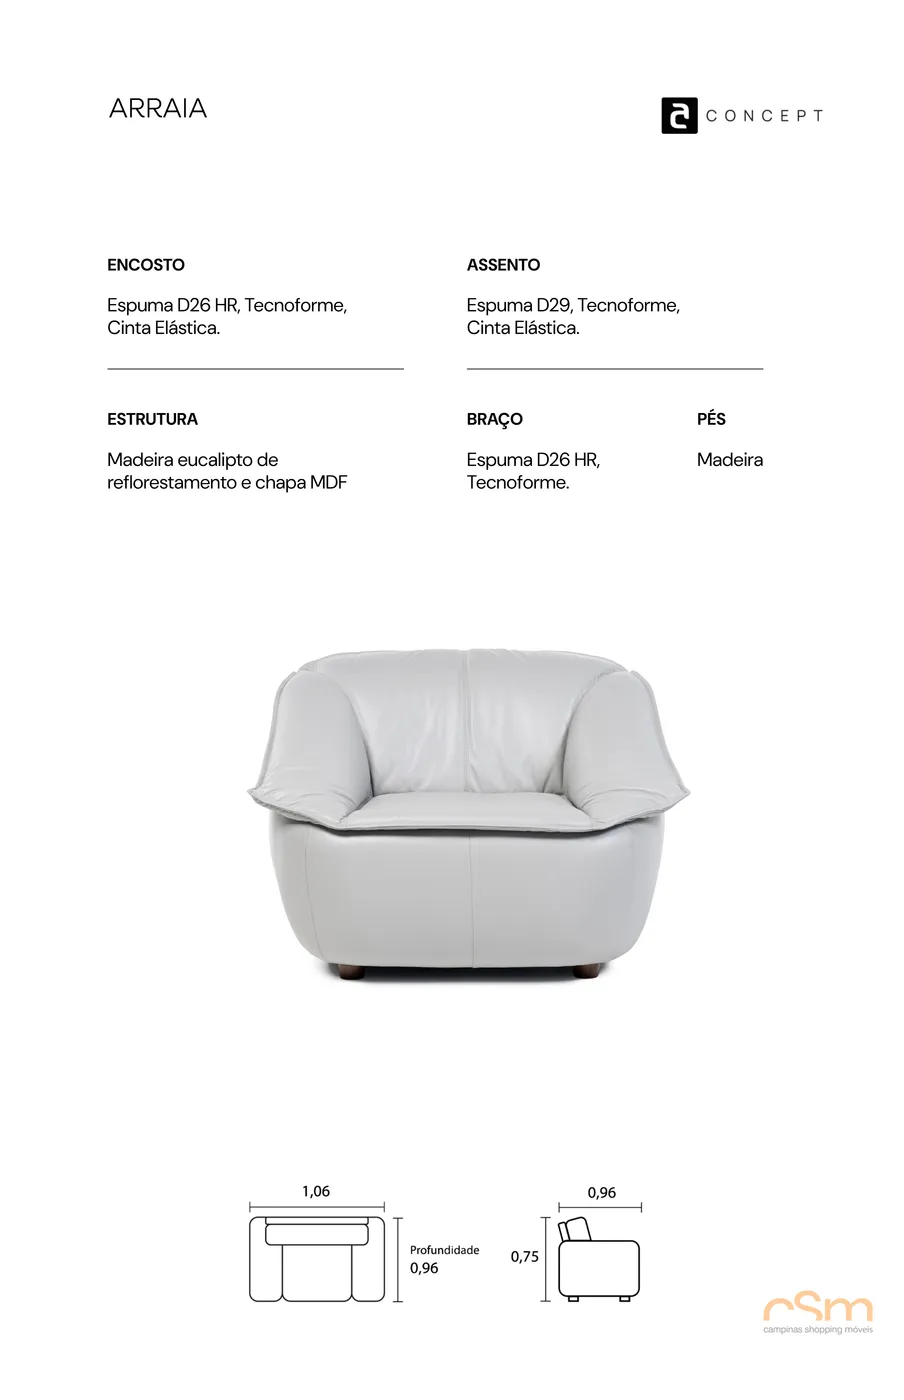 ARRAIA
CONCEPT
ENCOSTO
Espuma D26 HR, Tecnoforme,
Cinta Elástica.
ASSENTO
Espuma D29, Tecnoforme,
Cinta Elástica.
ESTRUTURA
Madeira eucalipto de
reflorestamento e chapa MDF
BRAÇO
Espuma D26 HR,
Tecnoforme.
PÉS
Madeira
1,06
Profundidade
0,96
0,96
0,75
csm
campinas shopping móveis